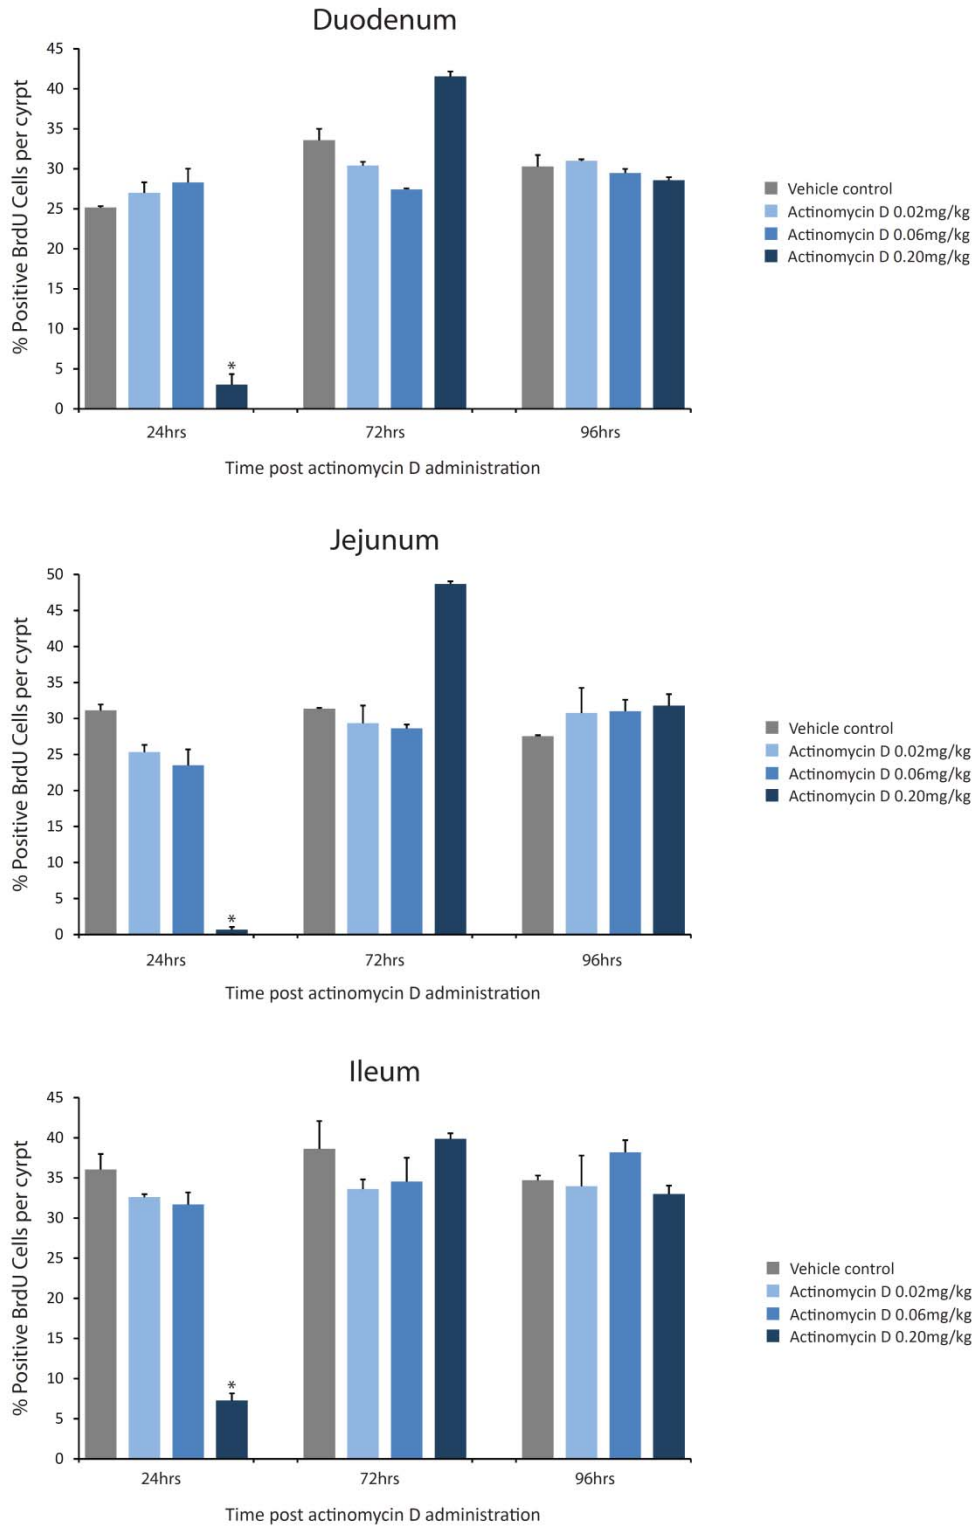 Duodenum
45
40
35
30
25
20
15
10
5
0
% Positive BrdU Cells per cyrpt
*
24hrs
72hrs
96hrs
Time post actinomycin D administration
Vehicle control
Actinomycin D 0.02mg/kg
Actinomycin D 0.06mg/kg
Actinomycin D 0.20mg/kg
Jejunum
50
45
40
35
30
25
20
15
10
5
0
% Positive BrdU Cells per cyrpt
*
24hrs
72hrs
96hrs
Time post actinomycin D administration
Vehicle control
Actinomycin D 0.02mg/kg
Actinomycin D 0.06mg/kg
Actinomycin D 0.20mg/kg
Ileum
45
40
35
30
25
20
15
10
5
0
% Positive BrdU Cells per cyrpt
*
24hrs
72hrs
96hrs
Time post actinomycin D administration
Vehicle control
Actinomycin D 0.02mg/kg
Actinomycin D 0.06mg/kg
Actinomycin D 0.20mg/kg